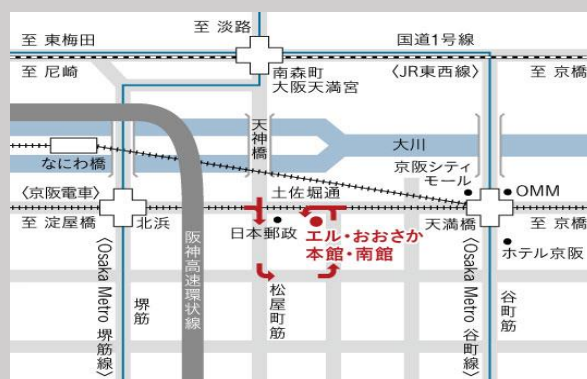 至 淡路
至 東梅田
国道1号線
至 尼崎
南森町
大阪天満宮
〈JR東西線〉
至 京橋
天神橋
大川
なにわ橋
京阪シティ
モール
〈京阪電車〉
土佐堀通
OMM
至 淀屋橋
北浜
日本郵政
エル・おおさか
本館・南館
天満橋
至 京橋
ホテル京阪
阪神高速環状線
〈Osaka Metro 堺筋線〉
堺筋
松屋町筋
〈Osaka Metro 谷町線〉
谷町筋